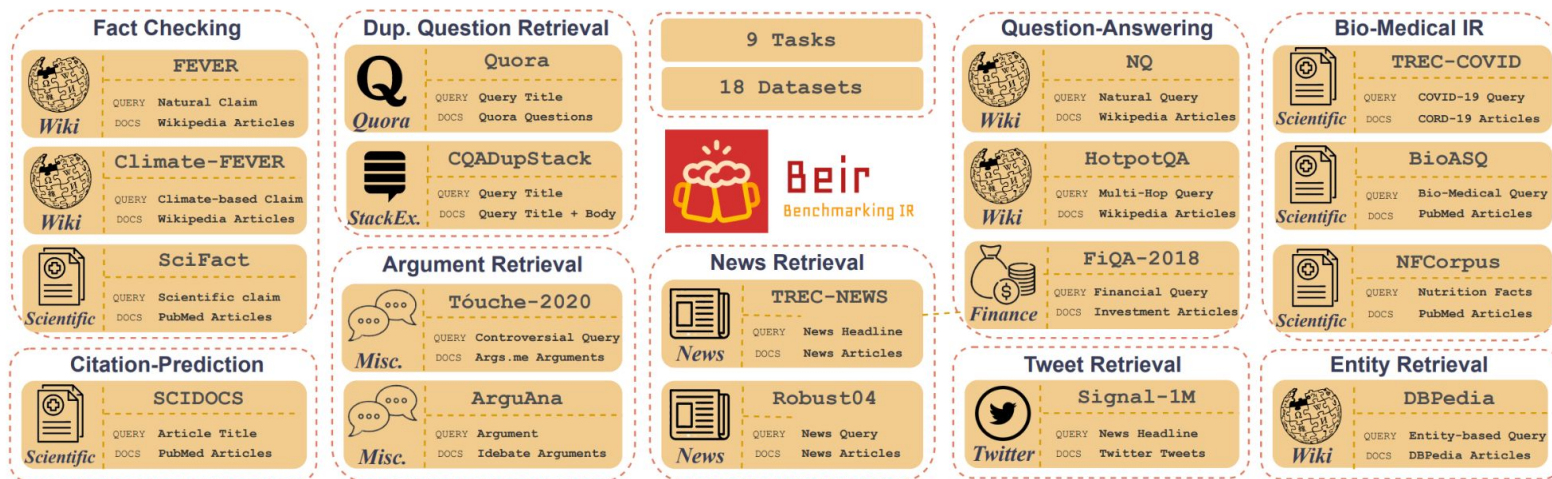 Fact Checking
FEVER
QUERY Natural Claim
DOCS Wikipedia Articles
Wiki
Climate-FEVER
QUERY Climate-based Claim
DOCS Wikipedia Articles
Wiki
SciFact
QUERY Scientific claim
DOCS PubMed Articles
Scientific
Citation-Prediction
SCIDOCS
QUERY Article Title
DOCS PubMed Articles
Scientific
Dup. Question Retrieval
Q
Quora
QUERY Query Title
DOCS Quora Questions
Quora
CQADupStack
QUERY Query Title
DOCS Query Title + Body
StackEx.
Argument Retrieval
Tóuche-2020
QUERY Controversial Query
DOCS Args.me Arguments
Misc.
ArguAna
QUERY Argument
DOCS Idebate Arguments
Misc.
9 Tasks
18 Datasets
Beir
Benchmarking IR
News Retrieval
TREC-NEWS
QUERY News Headline
DOCS News Articles
News
Robust04
QUERY News Query
DOCS News Articles
News
Question-Answering
NQ
QUERY Natural Query
DOCS Wikipedia Articles
Wiki
HotpotQA
QUERY Multi-Hop Query
DOCS Wikipedia Articles
Wiki
FiQA-2018
QUERY Financial Query
DOCS Investment Articles
$
Finance
Tweet Retrieval
Signal-1M
QUERY News Headline
DOCS Twitter Tweets
Twitter
Bio-Medical IR
TREC-COVID
QUERY COVID-19 Query
DOCS CORD-19 Articles
Scientific
BioASQ
QUERY Bio-Medical Query
DOCS PubMed Articles
Scientific
NFCorpus
QUERY Nutrition Facts
DOCS PubMed Articles
Scientific
Entity Retrieval
DBPedia
QUERY Entity-based Query
DOCS DBPedia Articles
Wiki